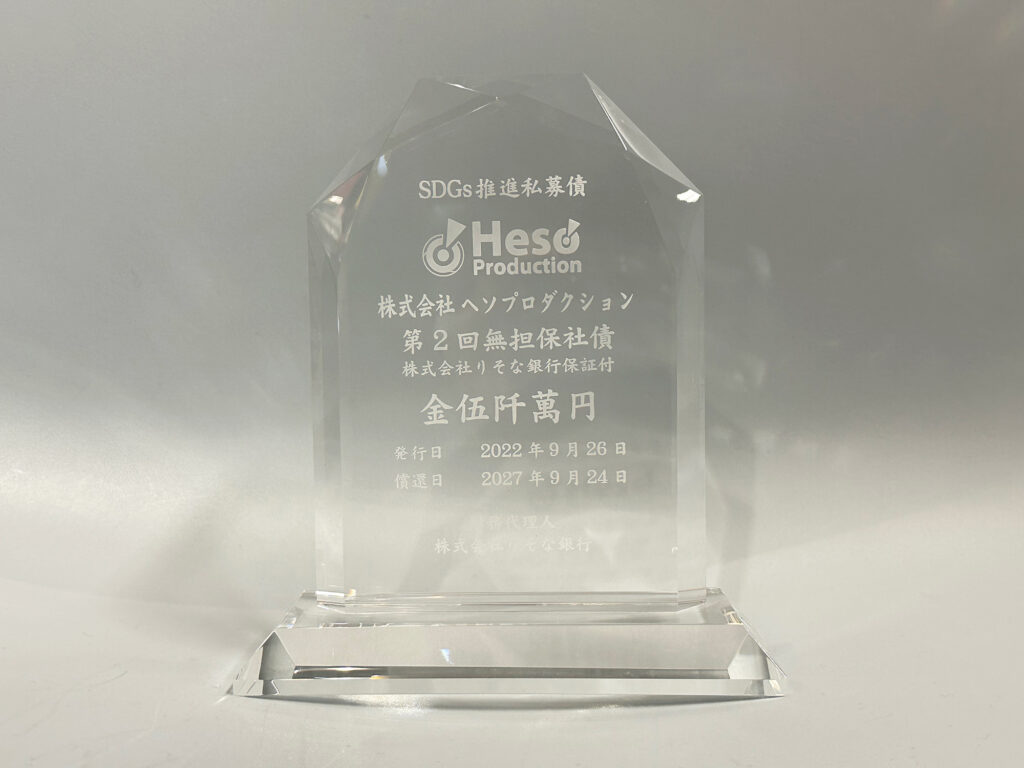 SDGs推進私募債
Heso
Production
株式会社 ヘソプロダクション
第2回無担保社債
株式会社りそな銀行保証付
金伍阡萬円
発行日 2022年9月26日
償還日 2027年9月24日
務代理人
株式会社りそな銀行